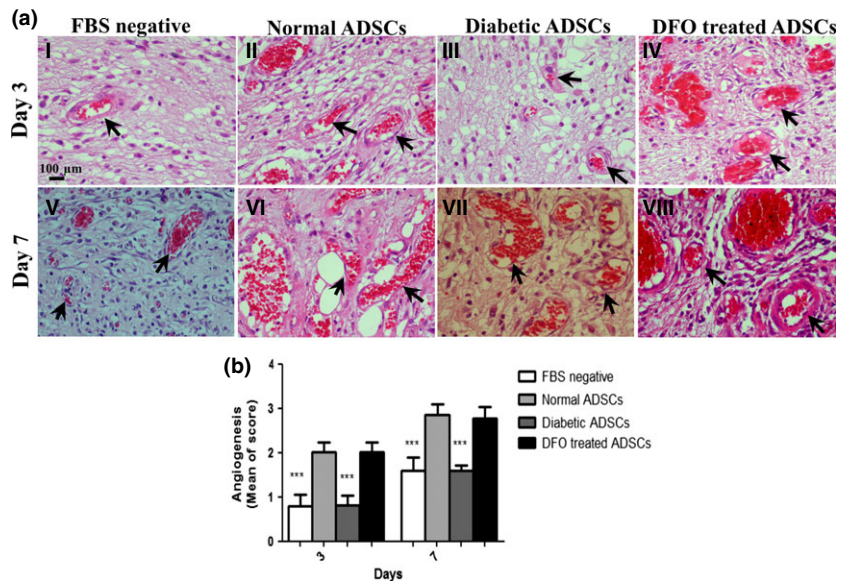 (a)
FBS negative
Normal ADSCs
Diabetic ADSCs
DFO treated ADSCs
Day 3
I
II
III
IV
100 µm
Day 7
V
VI
VII
VIII
(b)
Angiogenesis
(Mean of score)
4
3
2
1
0
***
***
***
***
3
7
Days
FBS negative
Normal ADSCs
Diabetic ADSCs
DFO treated ADSCs